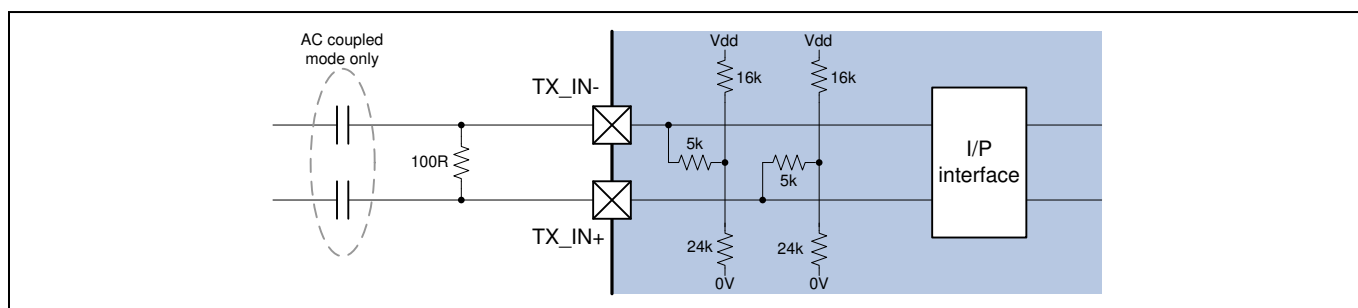 AC coupled
mode only
Vdd
Vdd
16k
16k
TX_IN-
100R
5k
5k
I/P
interface
TX_IN+
24k
24k
0V
0V